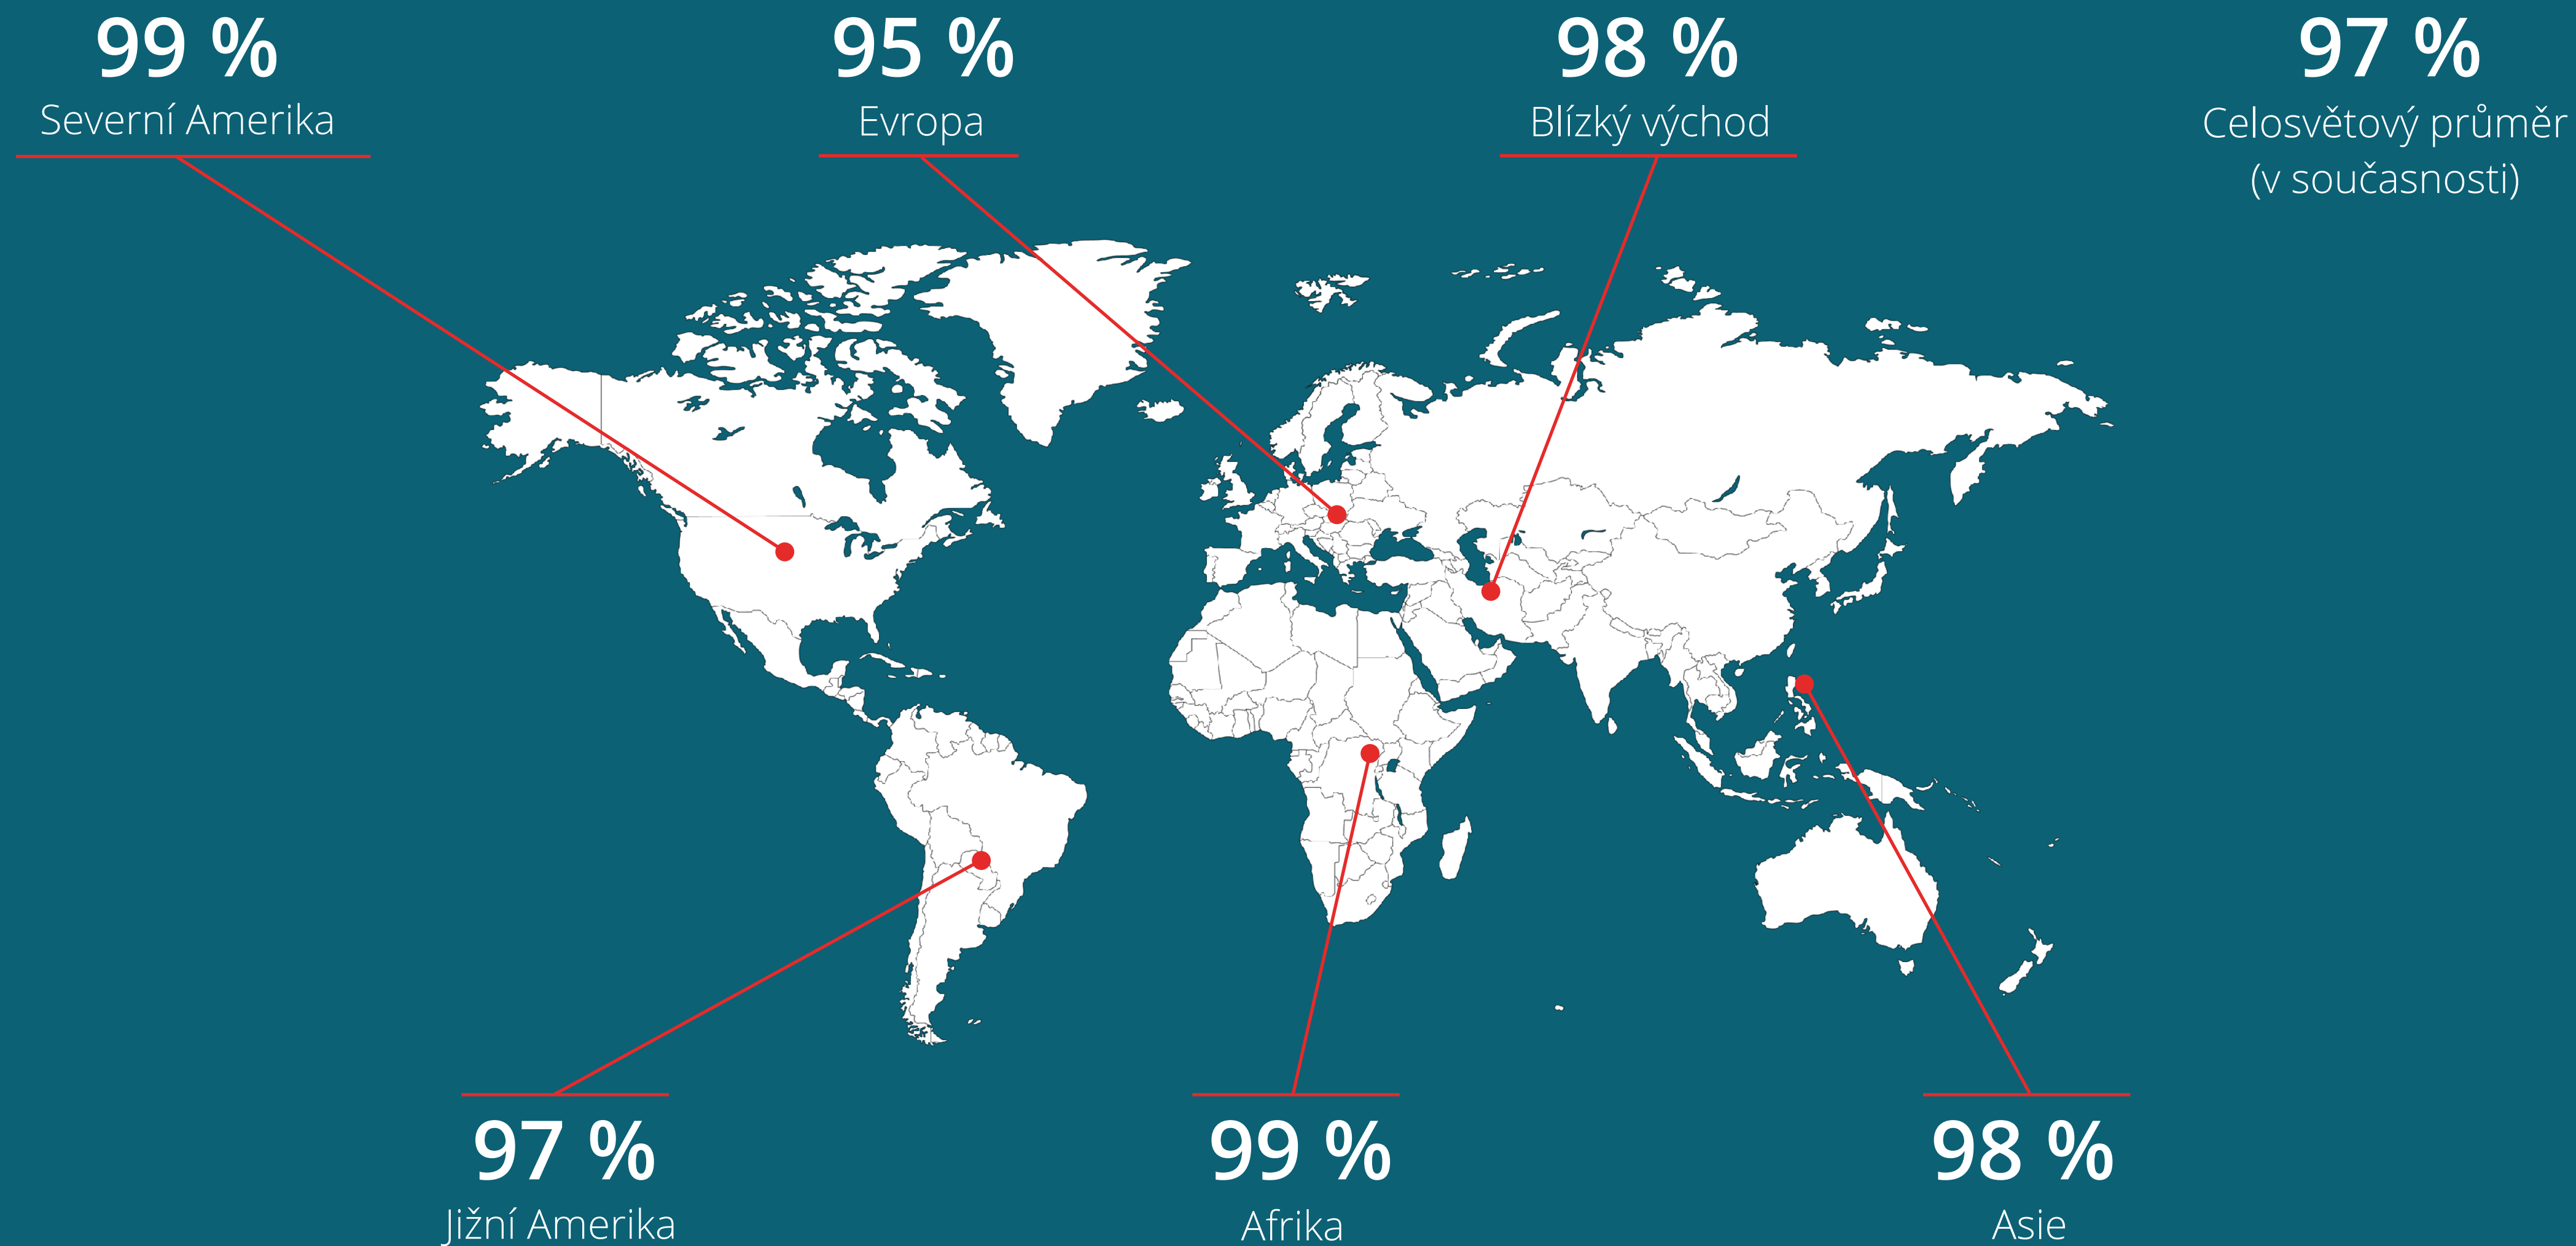 99 %
Severní Amerika
95 %
Evropa
98 %
Blízký východ
97 %
Celosvětový průměr
(v současnosti)
97 %
Jižní Amerika
99 %
Afrika
98 %
Asie